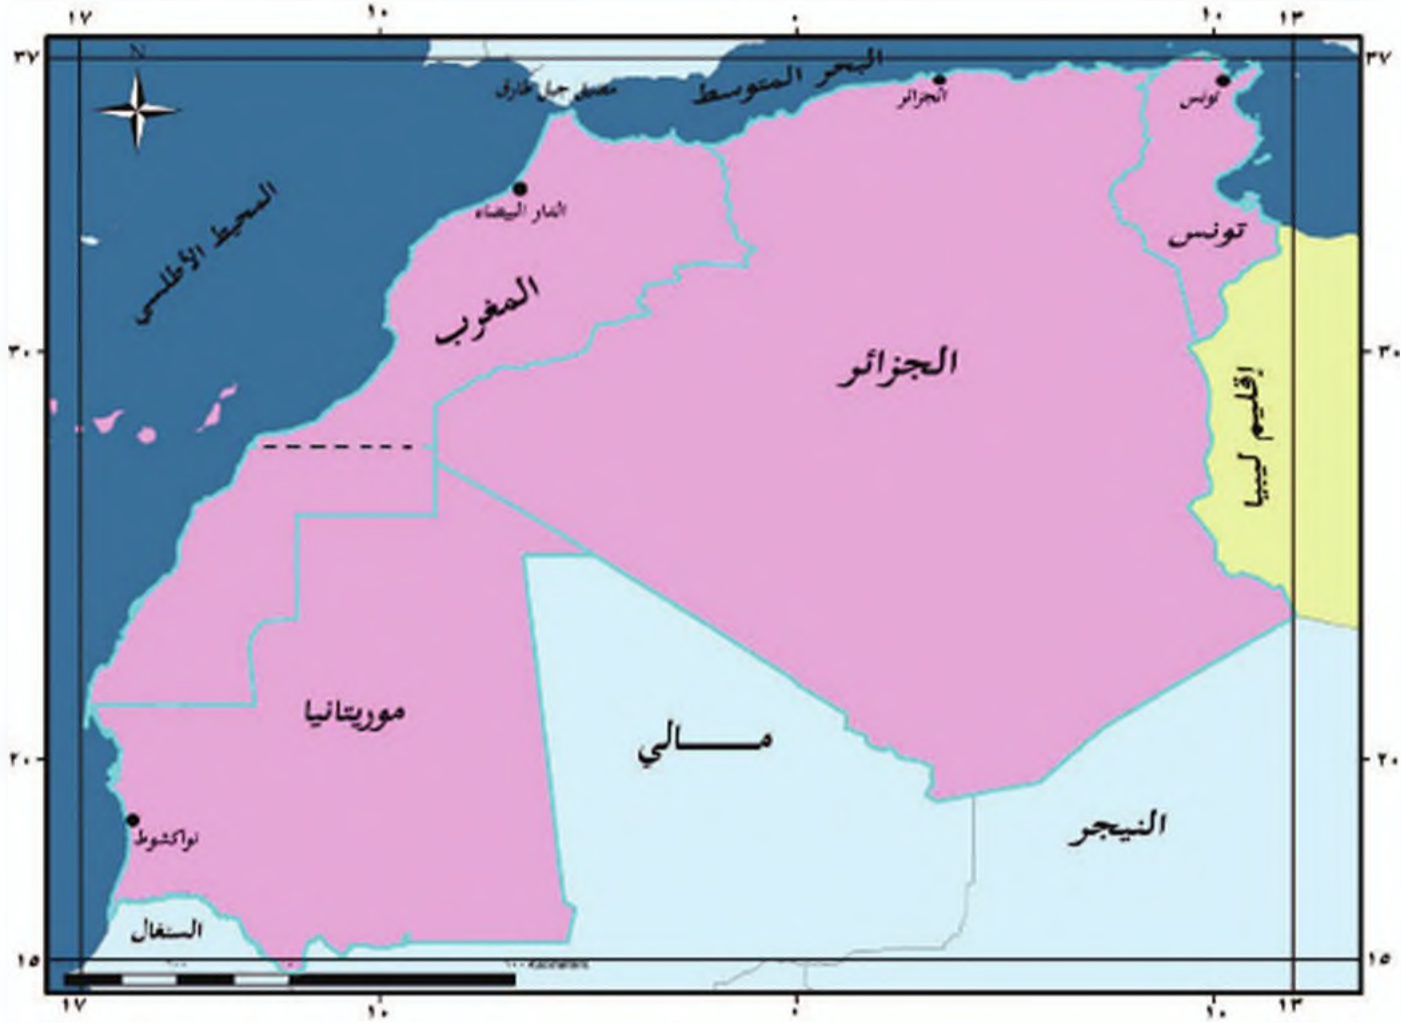 ١٧ ١٠ ٠ ١٠ ١٣
٣٧ ٣٧
N
البحر المتوسط
مضيق جبل طارق
الجزائر
تونس
الدار البيضاء
المحيط الأطلسي
تونس
المغرب
٣٠ ٣٠
الجزائر
إقليم ليبيا
موريتانيا
مـــالي
٢٠ ٢٠
النيجر
نواكشوط
السنغال
١٥ ١٥
١٧ ١٠ ٠ ١٠ ١٣